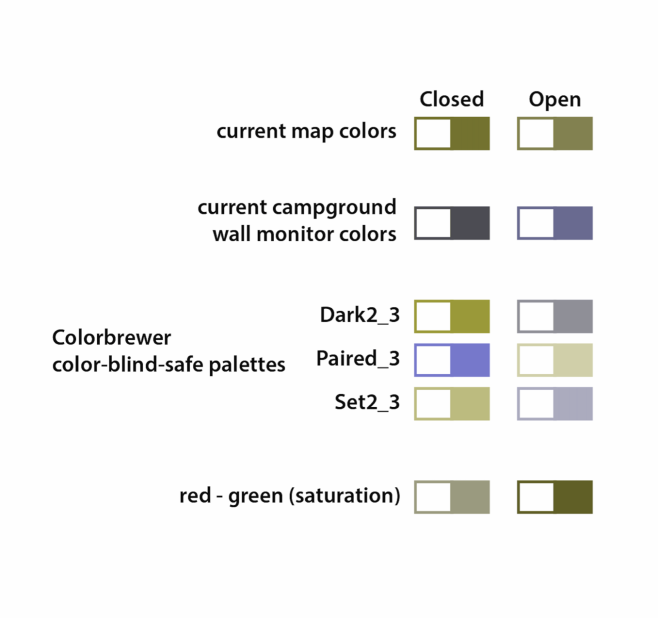 Closed Open
current map colors
current campground
wall monitor colors
Colorbrewer
color-blind-safe palettes
Dark2_3
Paired_3
Set2_3
red - green (saturation)